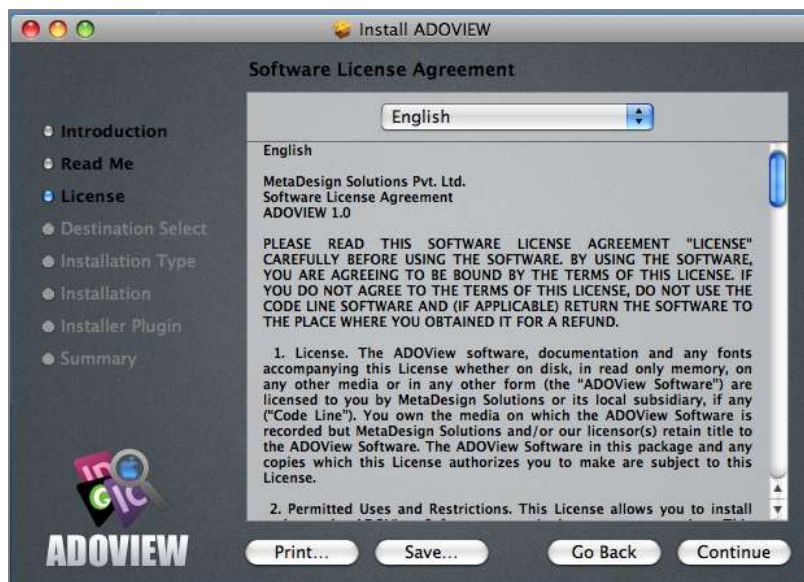 Install ADOVIEW
Software License Agreement
Introduction
Read Me
License
Destination Select
Installation Type
Installation
Installer Plugin
Summary
English
English
MetaDesign Solutions Pvt. Ltd.
Software License Agreement
ADOVIEW 1.0
PLEASE READ THIS SOFTWARE LICENSE AGREEMENT "LICENSE"
CAREFULLY BEFORE USING THE SOFTWARE. BY USING THE SOFTWARE,
YOU ARE AGREEING TO BE BOUND BY THE TERMS OF THIS LICENSE. IF
YOU DO NOT AGREE TO THE TERMS OF THIS LICENSE, DO NOT USE THE
CODE LINE SOFTWARE AND (IF APPLICABLE) RETURN THE SOFTWARE TO
THE PLACE WHERE YOU OBTAINED IT FOR A REFUND.
1. License. The ADOView software, documentation and any fonts
accompanying this License whether on disk, in read only memory, on
any other media or in any other form (the "ADOView Software") are
licensed to you by MetaDesign Solutions or its local subsidiary, if any
("Code Line"). You own the media on which the ADOView Software is
recorded but MetaDesign Solutions and/or our licensor(s) retain title to
the ADOView Software. The ADOView Software in this package and any
copies which this License authorizes you to make are subject to this
License.
2. Permitted Uses and Restrictions. This License allows you to install
ADOVIEW
Print...
Save...
Go Back
Continue